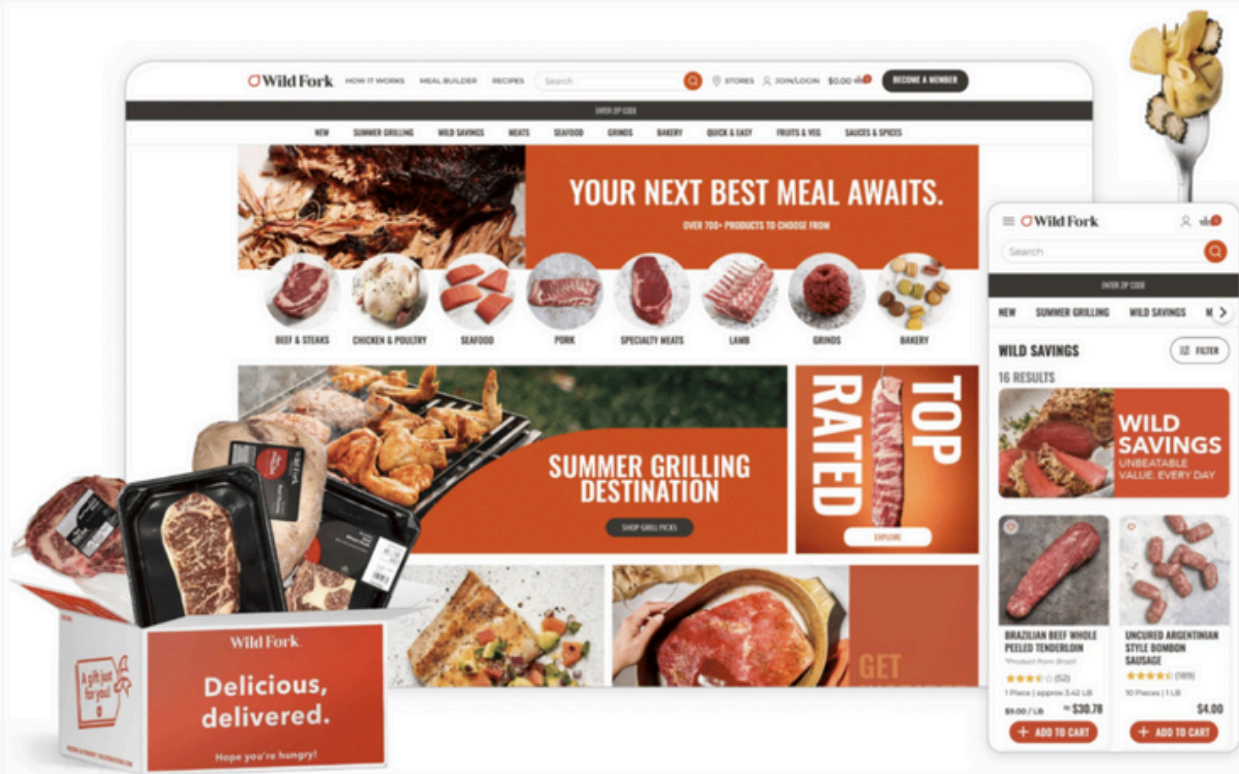 Wild Fork
HOW IT WORKS
MEAL BUILDER
RECIPES
Search
STORES
JOIN/LOGIN
$0.00
BECOME A MEMBER
ENTER ZIP CODE
NEW
SUMMER GRILLING
WILD SAVINGS
MEATS
SEAFOOD
GRINDS
BAKERY
QUICK & EASY
FRUITS & VEG
SAUCES & SPICES
YOUR NEXT BEST MEAL AWAITS.
OVER 700+ PRODUCTS TO CHOOSE FROM
BEEF & STEAKS
CHICKEN & POULTRY
SEAFOOD
PORK
SPECIALTY MEATS
LAMB
GRINDS
BAKERY
SUMMER GRILLING
DESTINATION
SHOP GRILL PICKS
TOP
RATED
EXPLORE
GET
Wild Fork
Delicious,
delivered.
Hope you're hungry!
A gift just
for you!
Wild Fork
Search
ENTER ZIP CODE
NEW
SUMMER GRILLING
WILD SAVINGS
M
WILD SAVINGS
FILTER
16 RESULTS
WILD
SAVINGS
UNBEATABLE
VALUE. EVERY DAY
BRAZILIAN BEEF WHOLE
PEELED TENDERLOIN
*Product from Brazil
(52)
1 Piece | approx 3.42 LB
$9.00 / LB
$30.78
+ ADD TO CART
UNCURED ARGENTINIAN
STYLE BOMBON
SAUSAGE
(189)
10 Pieces | 1 LB
$4.00
+ ADD TO CART